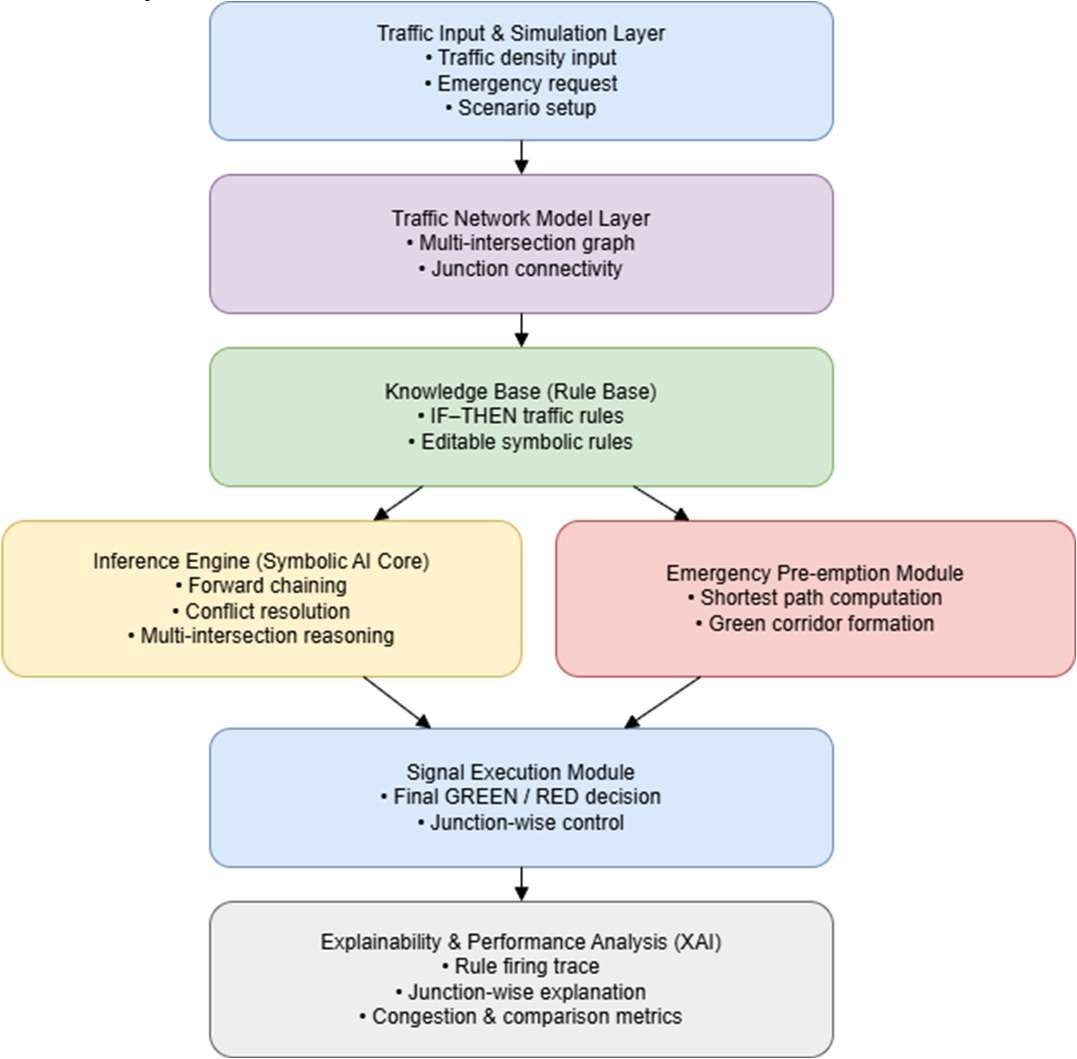 Traffic Input & Simulation Layer
• Traffic density input
• Emergency request
• Scenario setup
Traffic Network Model Layer
• Multi-intersection graph
• Junction connectivity
Knowledge Base (Rule Base)
• IF–THEN traffic rules
• Editable symbolic rules
Inference Engine (Symbolic AI Core)
• Forward chaining
• Conflict resolution
• Multi-intersection reasoning
Emergency Pre-emption Module
• Shortest path computation
• Green corridor formation
Signal Execution Module
• Final GREEN / RED decision
• Junction-wise control
Explainability & Performance Analysis (XAI)
• Rule firing trace
• Junction-wise explanation
• Congestion & comparison metrics